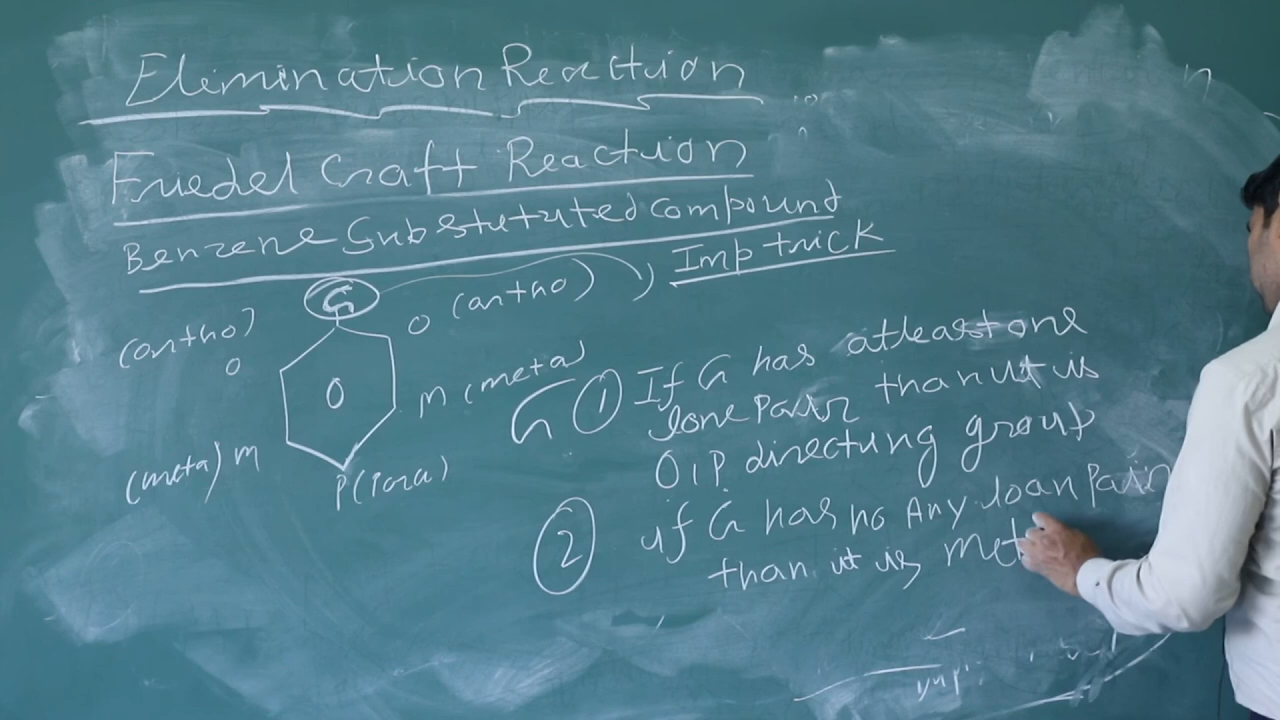 Elimination Reaction
Friedel Craft Reaction
Benzene Substituted compound
Imp trick
G
(ortho) o
o (ortho)
m (meta)
(meta) m
P (Para)
① If G has atleast one
lone Pair than it is
O/P directing group
② if G has no Any loan Pair
than it is met